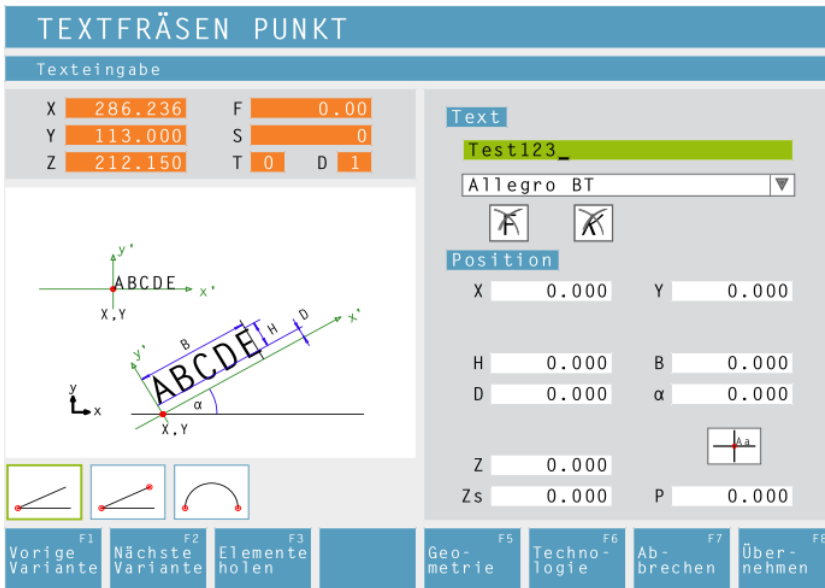 TEXTFRÄSEN PUNKT
Texteingabe
X 286.236 F 0.00
Y 113.000 S 0
Z 212.150 T 0 D 1
y'
ABCDE
x'
X,Y
B
H
D
x'
y'
ABCDE
α
y
x
X,Y
Text
Test123_
Allegro BT
F K
Position
X 0.000 Y 0.000
H 0.000 B 0.000
D 0.000 α 0.000
Aa
Z 0.000
Zs 0.000 P 0.000
F1
Vorige
Variante
F2
Nächste
Variante
F3
Elemente
holen
F5
Geo-
metrie
F6
Techno-
logie
F7
Ab-
brechen
F8
Über-
nehmen